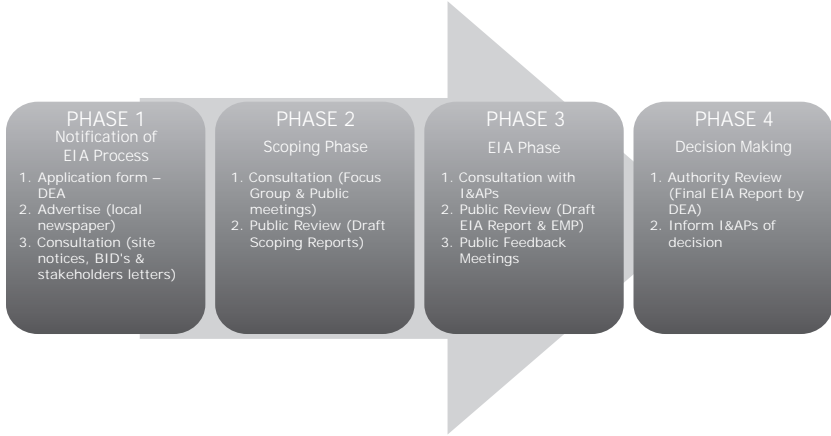 PHASE 1
Notification of
EIA Process
1. Application form –
DEA
2. Advertise (local
newspaper)
3. Consultation (site
notices, BID's &
stakeholders letters)
PHASE 2
Scoping Phase
1. Consultation (Focus
Group & Public
meetings)
2. Public Review (Draft
Scoping Reports)
PHASE 3
EIA Phase
1. Consultation with
I&APs
2. Public Review (Draft
EIA Report & EMP)
3. Public Feedback
Meetings
PHASE 4
Decision Making
1. Authority Review
(Final EIA Report by
DEA)
2. Inform I&APs of
decision